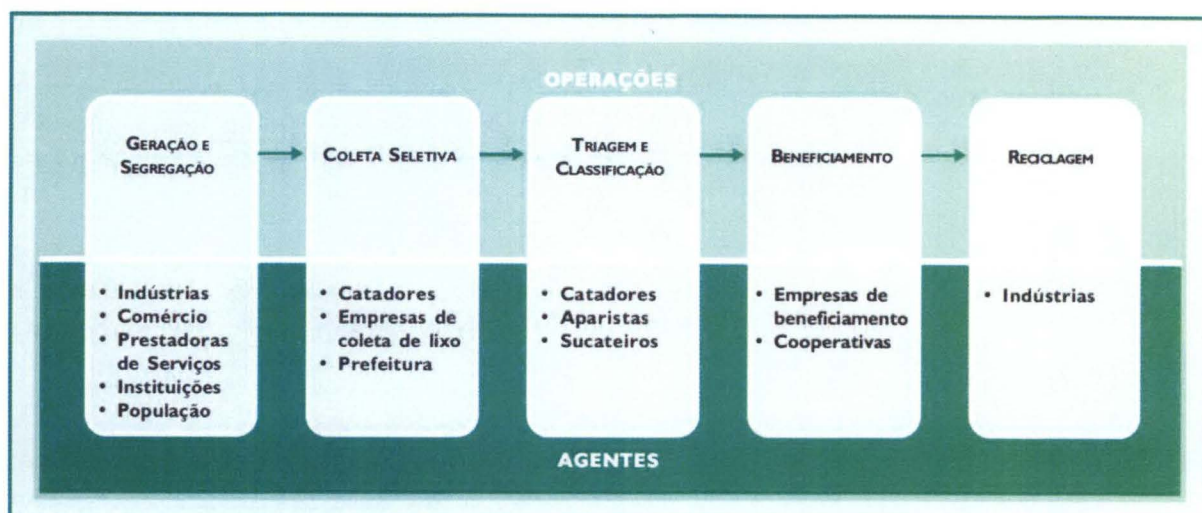 OPERAÇÕES
GERAÇÃO E
SEGREGAÇÃO
COLETA SELETIVA
TRIAGEM E
CLASSIFICAÇÃO
BENEFICIAMENTO
RECICLAGEM
• Indústrias
• Comércio
• Prestadoras
de Serviços
• Instituições
• População
• Catadores
• Empresas de
coleta de lixo
• Prefeitura
• Catadores
• Aparistas
• Sucateiros
• Empresas de
beneficiamento
• Cooperativas
• Indústrias
AGENTES